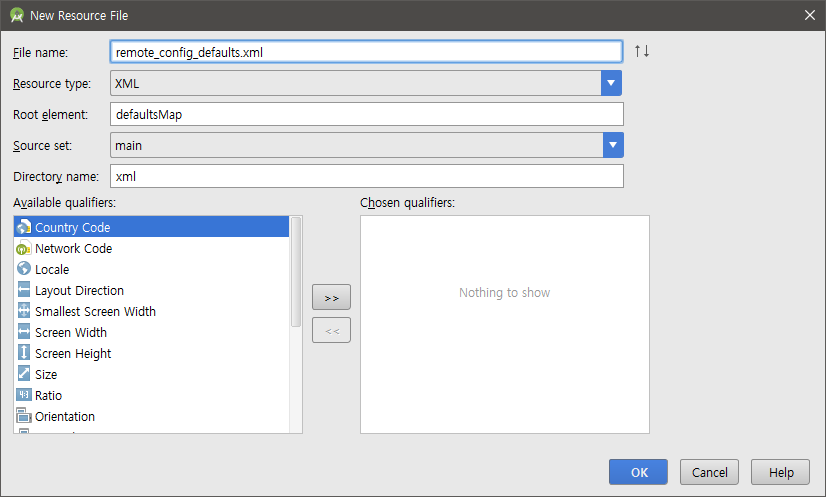 New Resource File
File name: remote_config_defaults.xml
Resource type: XML
Root element: defaultsMap
Source set: main
Directory name: xml
Available qualifiers: Chosen qualifiers:
Country Code
Network Code
Locale
Layout Direction
Smallest Screen Width
Screen Width
Screen Height
Size
Ratio
Orientation
>>
<<
Nothing to show
OK Cancel Help